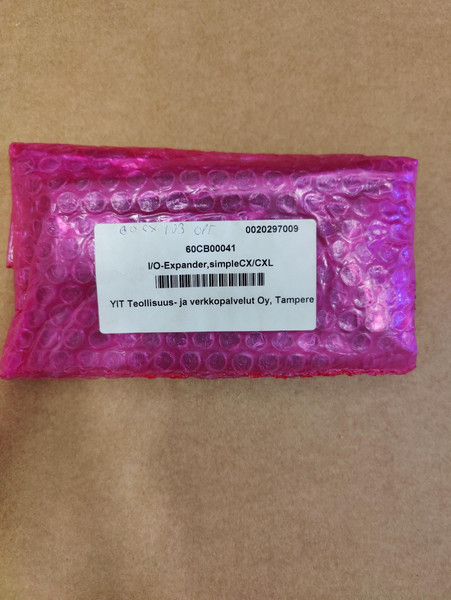 0020297009
60CB00041
I/O-Expander,simpleCX/CXL
YIT Teollisuus- ja verkkopalvelut Oy, Tampere